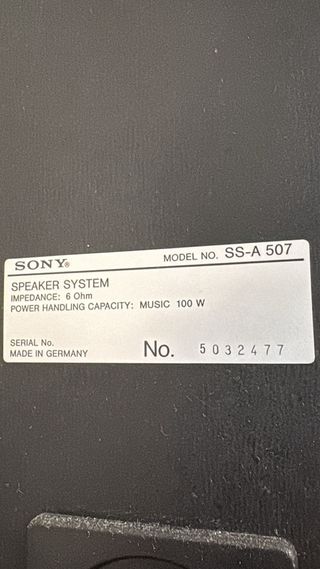 SONY®
MODEL NO. SS-A 507
SPEAKER SYSTEM
IMPEDANCE: 6 Ohm
POWER HANDLING CAPACITY: MUSIC 100 W
SERIAL No.
MADE IN GERMANY
No. 5032477